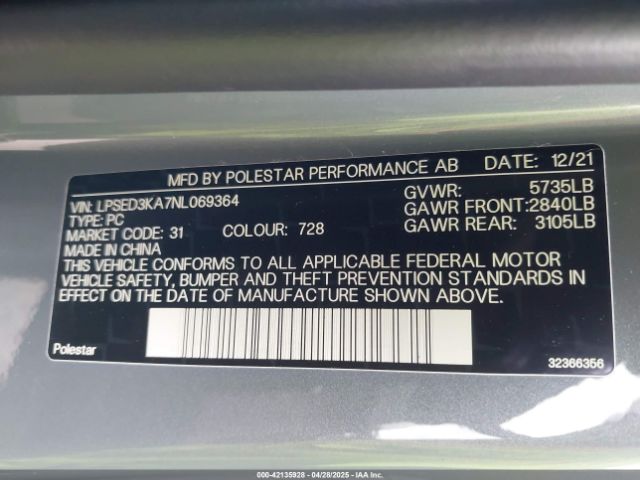 MFD BY POLESTAR PERFORMANCE AB DATE: 12/21
VIN: LPSED3KA7NL069364 GVWR: 5735LB
TYPE: PC GAWR FRONT:2840LB
MARKET CODE: 31 COLOUR: 728 GAWR REAR: 3105LB
MADE IN CHINA
THIS VEHICLE CONFORMS TO ALL APPLICABLE FEDERAL MOTOR
VEHICLE SAFETY, BUMPER AND THEFT PREVENTION STANDARDS IN
EFFECT ON THE DATE OF MANUFACTURE SHOWN ABOVE.
Polestar 32366356
000-42135928 - 04/28/2025 - IAAI.com